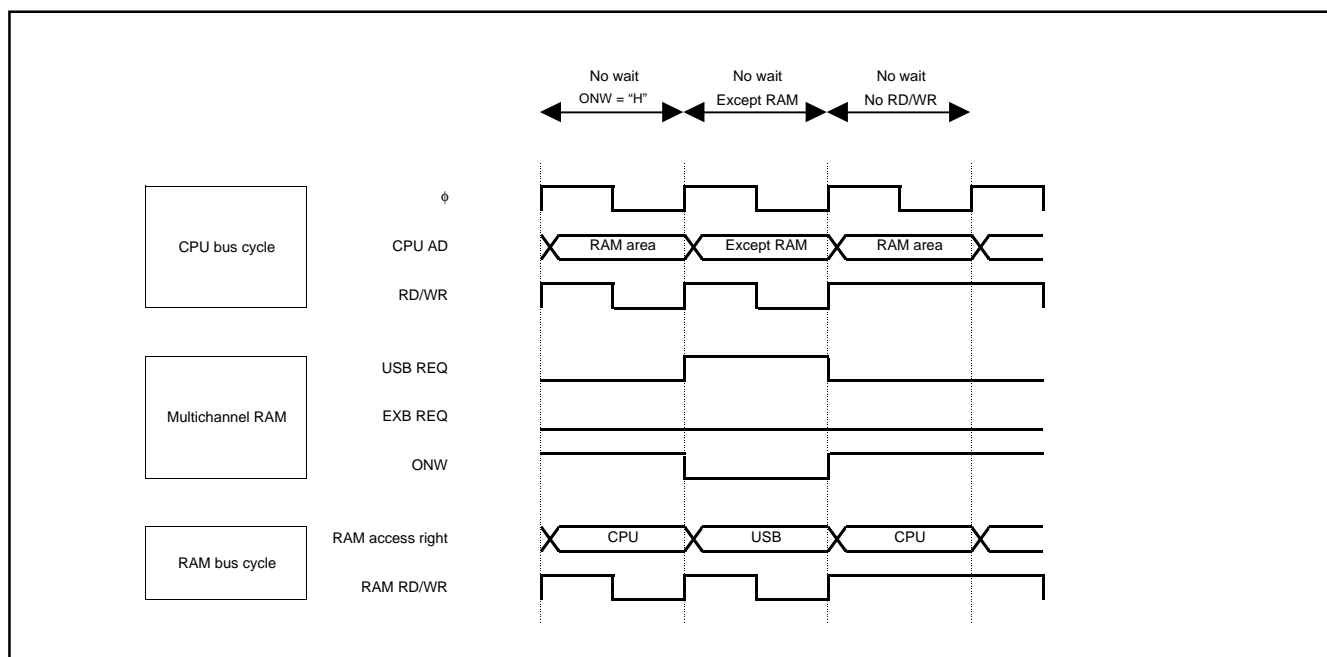 No wait No wait No wait
ONW = “H” Except RAM No RD/WR
ϕ
CPU bus cycle CPU AD RAM area Except RAM RAM area
RD/WR
USB REQ
Multichannel RAM EXB REQ
ONW
RAM access right CPU USB CPU
RAM bus cycle
RAM RD/WR